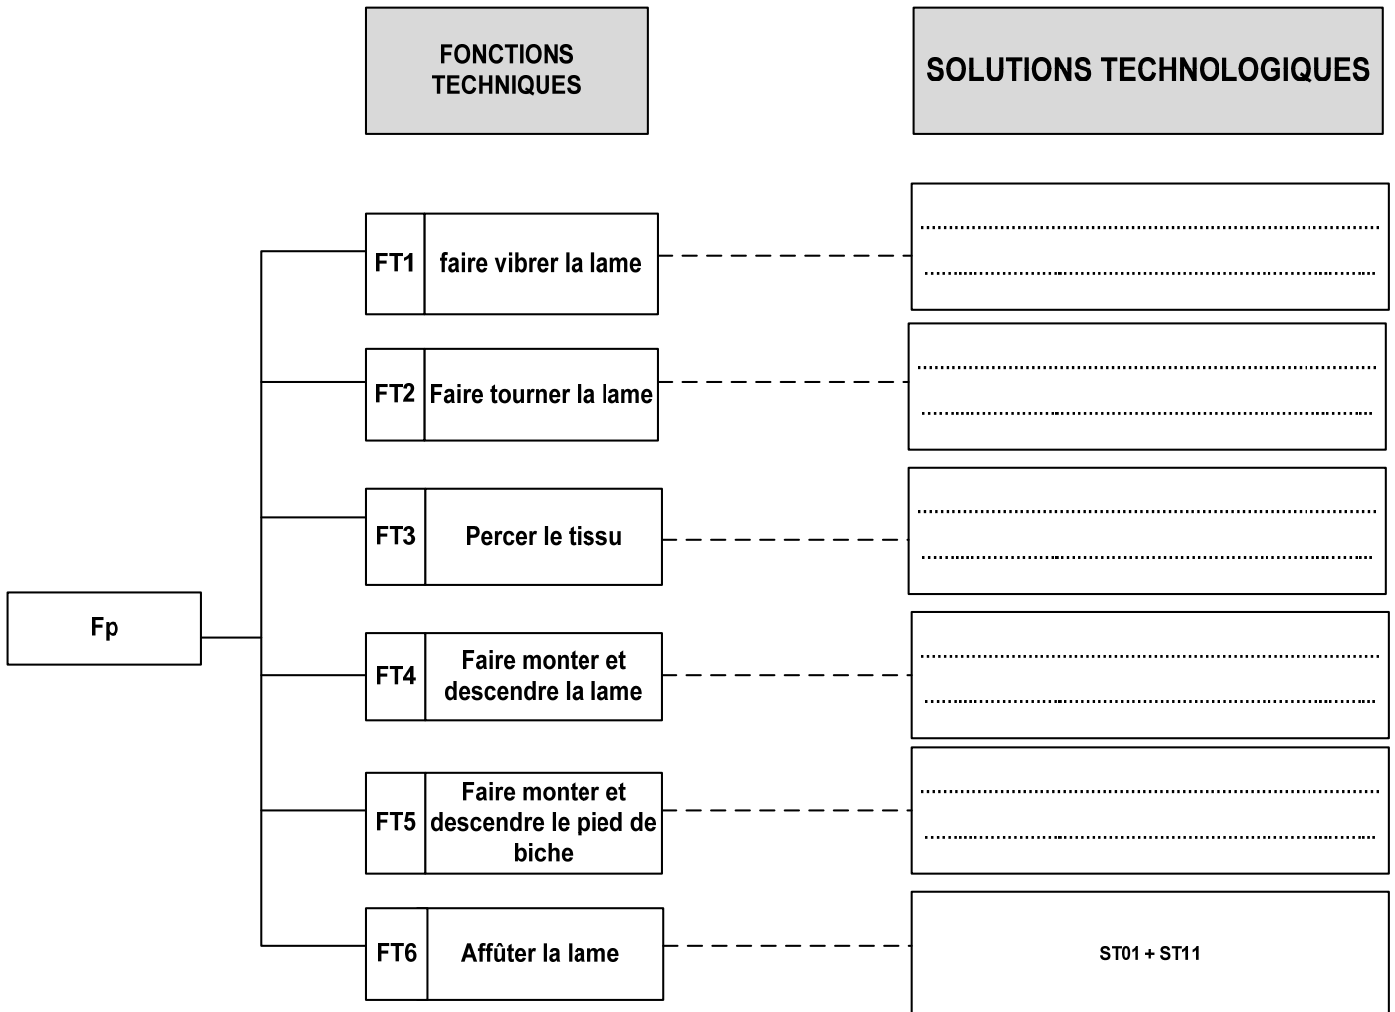 FONCTIONS
TECHNIQUES
SOLUTIONS TECHNOLOGIQUES
FT1
faire vibrer la lame
FT2
Faire tourner la lame
FT3
Percer le tissu
Fp
FT4
Faire monter et
descendre la lame
FT5
Faire monter et
descendre le pied de
biche
FT6
Affûter la lame
ST01 + ST11